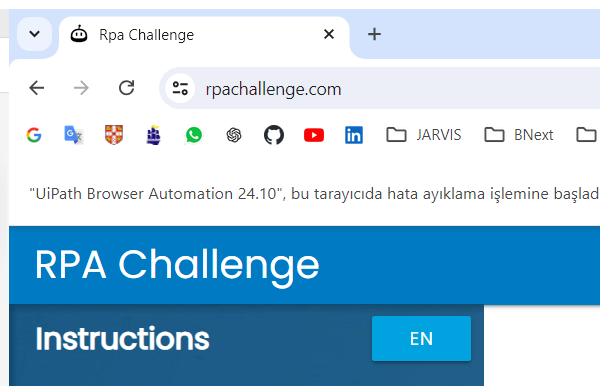 Rpa Challenge
rpachallenge.com
JARVIS
BNext
"UiPath Browser Automation 24.10", bu tarayıcıda hata ayıklama işlemine başlad
RPA Challenge
Instructions
EN